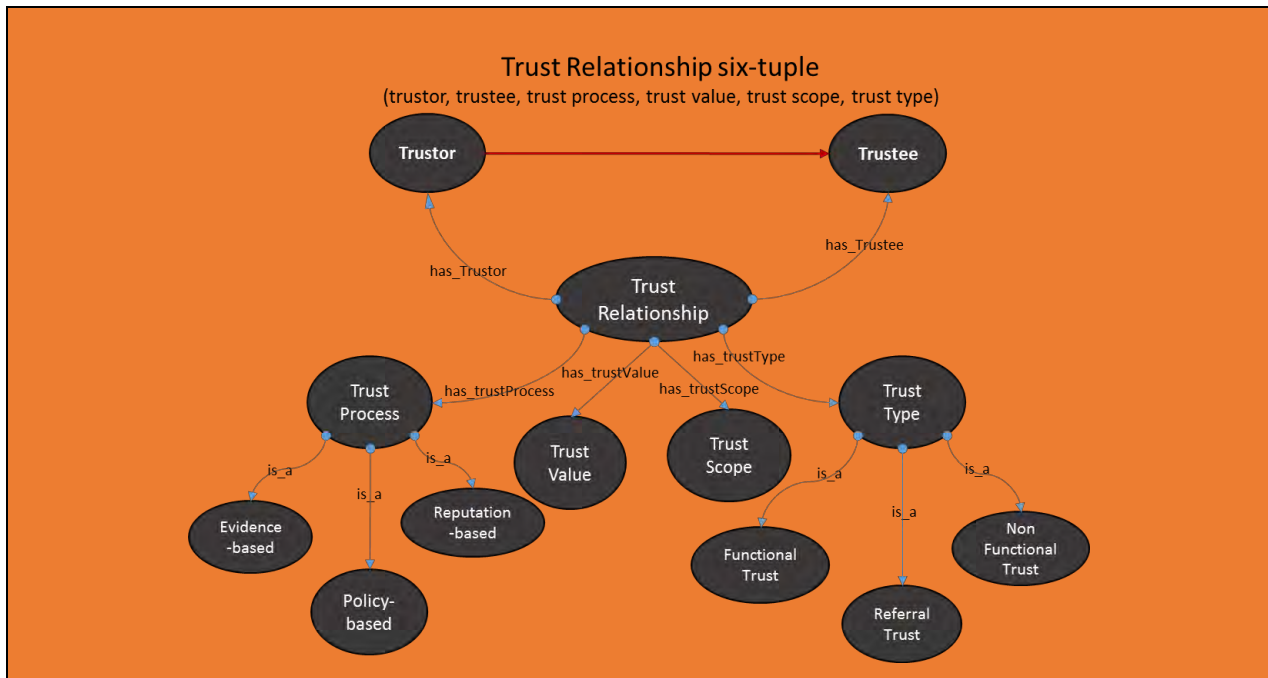 Trust Relationship six-tuple
(trustor, trustee, trust process, trust value, trust scope, trust type)
Trustor
Trustee
has_Trustee
has_Trustor
Trust
Relationship
has_trustType
has_trustValue
has_trustProcess
has_trustScope
Trust
Process
Trust
Type
Trust
Value
Trust
Scope
is_a
is_a
is_a
is_a
is_a
is_a
Evidence
-based
Reputation
-based
Policy-
based
Functional
Trust
Non
Functional
Trust
Referral
Trust